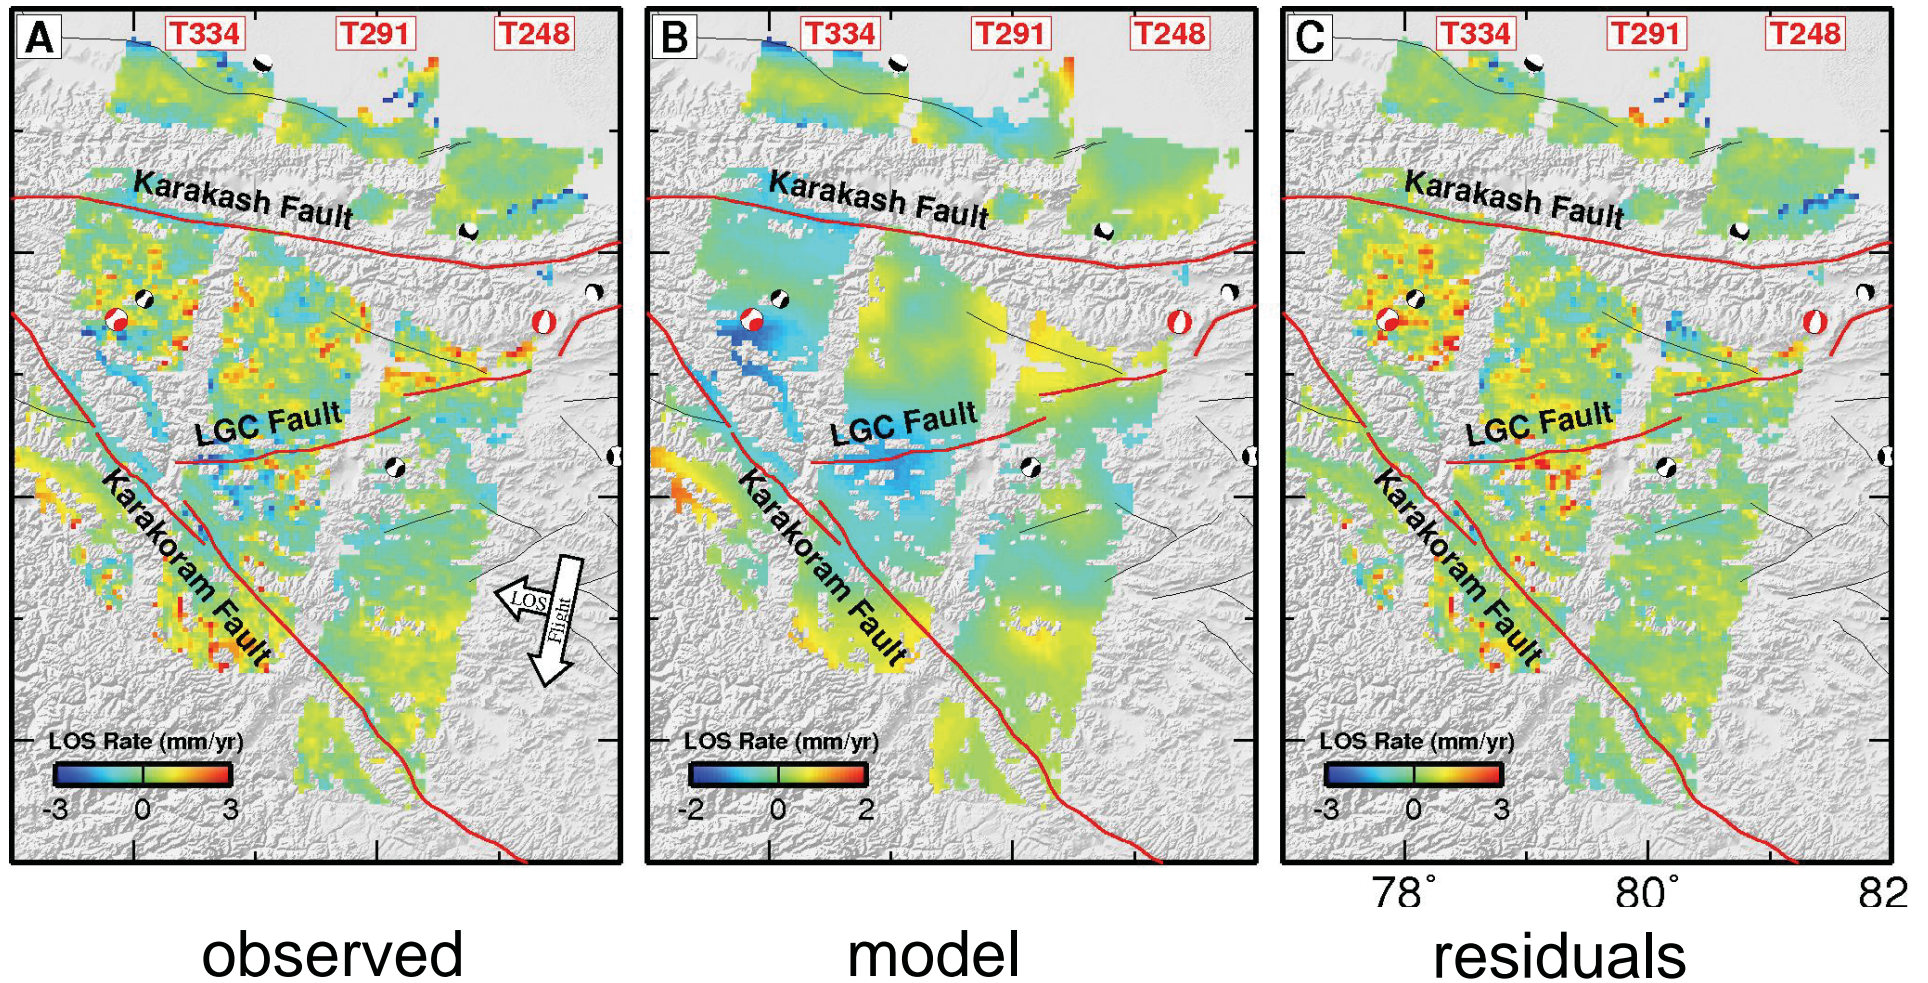 A T334 T291 T248
Karakash Fault
LGC Fault
Karakoram Fault
LOS
Flight
LOS Rate (mm/yr)
-3 0 3
B T334 T291 T248
Karakash Fault
LGC Fault
Karakoram Fault
LOS Rate (mm/yr)
-2 0 2
C T334 T291 T248
Karakash Fault
LGC Fault
Karakoram Fault
LOS Rate (mm/yr)
-3 0 3
78° 80° 82
observed model residuals